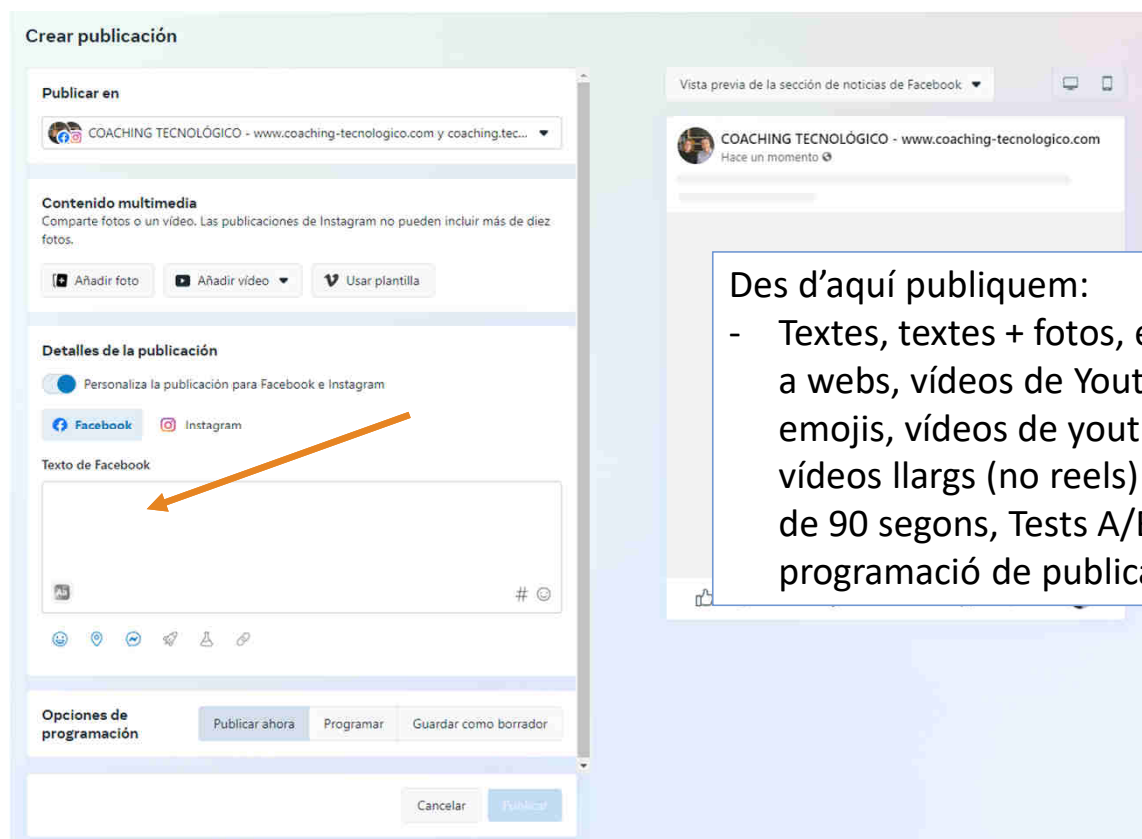 Crear publicación
Publicar en
COACHING TECNOLÓGICO - www.coaching-tecnologico.com y coaching.tec...
Contenido multimedia
Comparte fotos o un vídeo. Las publicaciones de Instagram no pueden incluir más de diez
fotos.
Añadir foto
Añadir vídeo
Usar plantilla
Detalles de la publicación
Personaliza la publicación para Facebook e Instagram
Facebook
Instagram
Texto de Facebook
Opciones de
programación
Publicar ahora
Programar
Guardar como borrador
Cancelar
Publicar
Vista previa de la sección de noticias de Facebook
COACHING TECNOLÓGICO - www.coaching-tecnologico.com
Hace un momento
Des d’aquí publiquem:
- Textes, textes + fotos, e
a webs, vídeos de Yout
emojis, vídeos de yout
vídeos llargs (no reels)
de 90 segons, Tests A/
programació de public